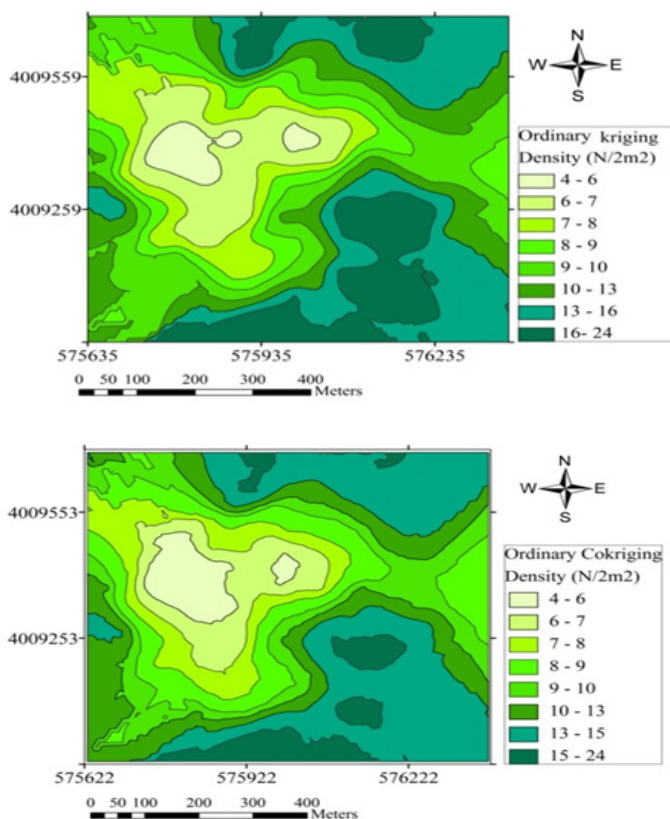 N
W E
S
4009559
4009259
575635 575935 576235
Ordinary kriging
Density (N/2m2)
4 - 6
6 - 7
7 - 8
8 - 9
9 - 10
10 - 13
13 - 16
16- 24
0 50 100 200 300 400
Meters
N
W E
S
4009553
4009253
575622 575922 576222
Ordinary Cokriging
Density (N/2m2)
4 - 6
6 - 7
7 - 8
8 - 9
9 - 10
10 - 13
13 - 15
15 - 24
0 50 100 200 300 400
Meters